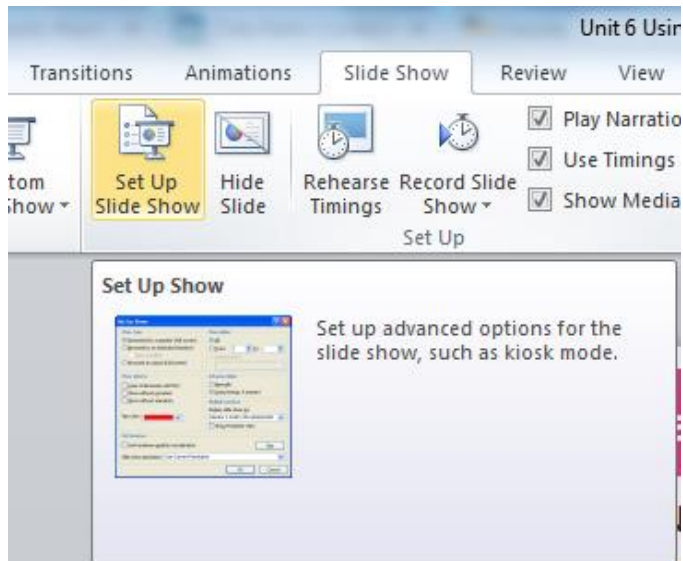 Unit 6 Usin
Transitions Animations Slide Show Review View
tom Show
Set Up Slide Show
Hide Slide
Rehearse Timings
Record Slide Show
Play Narratio
Use Timings
Show Media
Set Up
Set Up Show
Set up advanced options for the
slide show, such as kiosk mode.